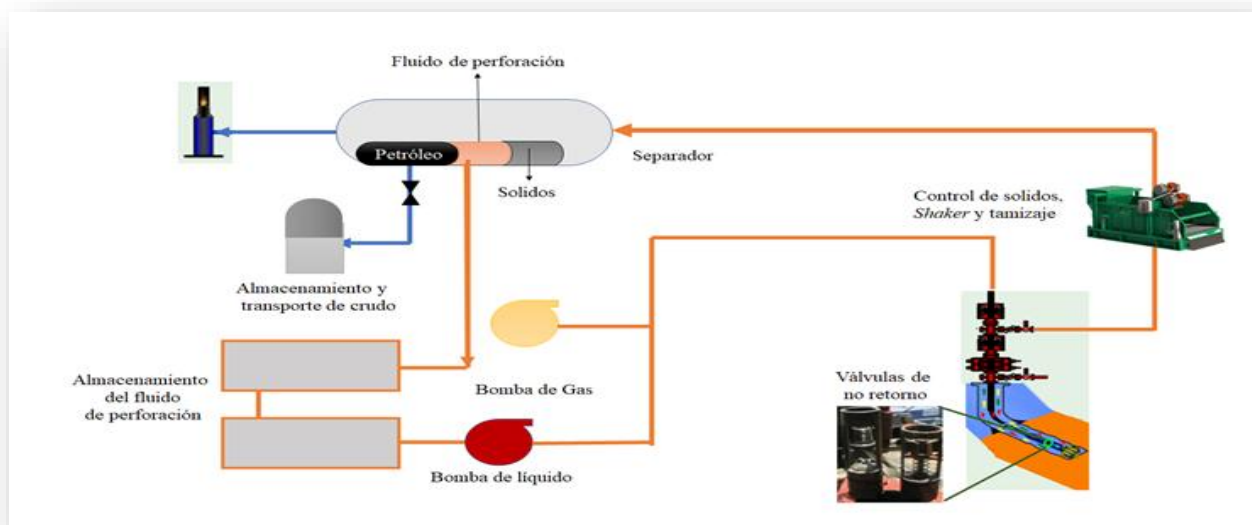 Fluido de perforación
Petróleo
Solidos
Separador
Control de solidos,
Shaker y tamizaje
Almacenamiento y
transporte de crudo
Almacenamiento
del fluido
de perforación
Bomba de Gas
Bomba de líquido
Válvulas de
no retorno